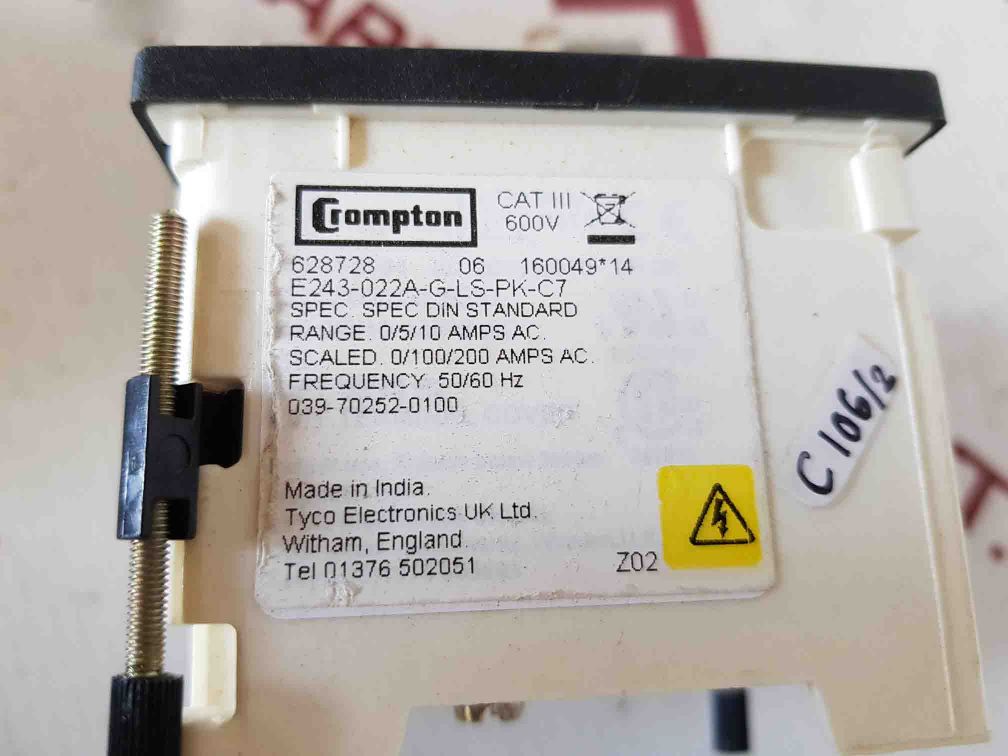 Crompton
CAT III
600V
628728 06 160049*14
E243-022A-G-LS-PK-C7
SPEC. SPEC DIN STANDARD
RANGE. 0/5/10 AMPS AC.
SCALED. 0/100/200 AMPS AC.
FREQUENCY. 50/60 Hz
039-70252-0100
Made in India.
Tyco Electronics UK Ltd.
Witham, England.
Tel 01376 502051
Z02
C106/2